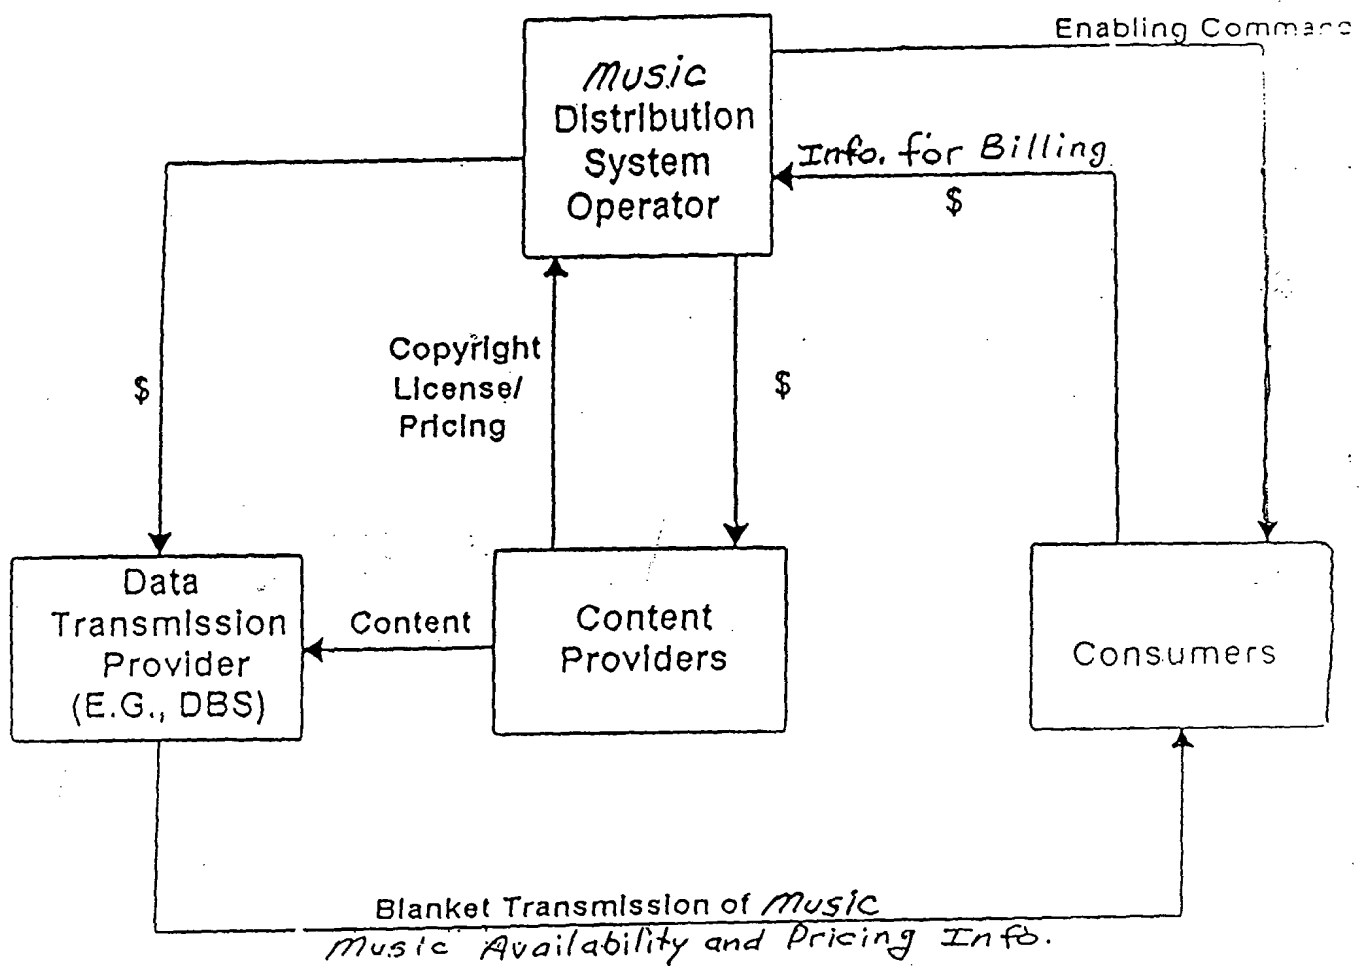 Enabling Command
Music
Distribution
System
Operator
Info. for Billing
$
Copyright
License/
Pricing
$
$
Data
Transmission
Provider
(E.G., DBS)
Content
Content
Providers
Consumers
Blanket Transmission of Music
Music Availability and Pricing Info.